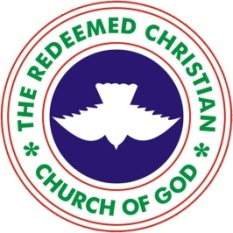 THE REDEEMED CHRISTIAN
* CHURCH OF GOD *